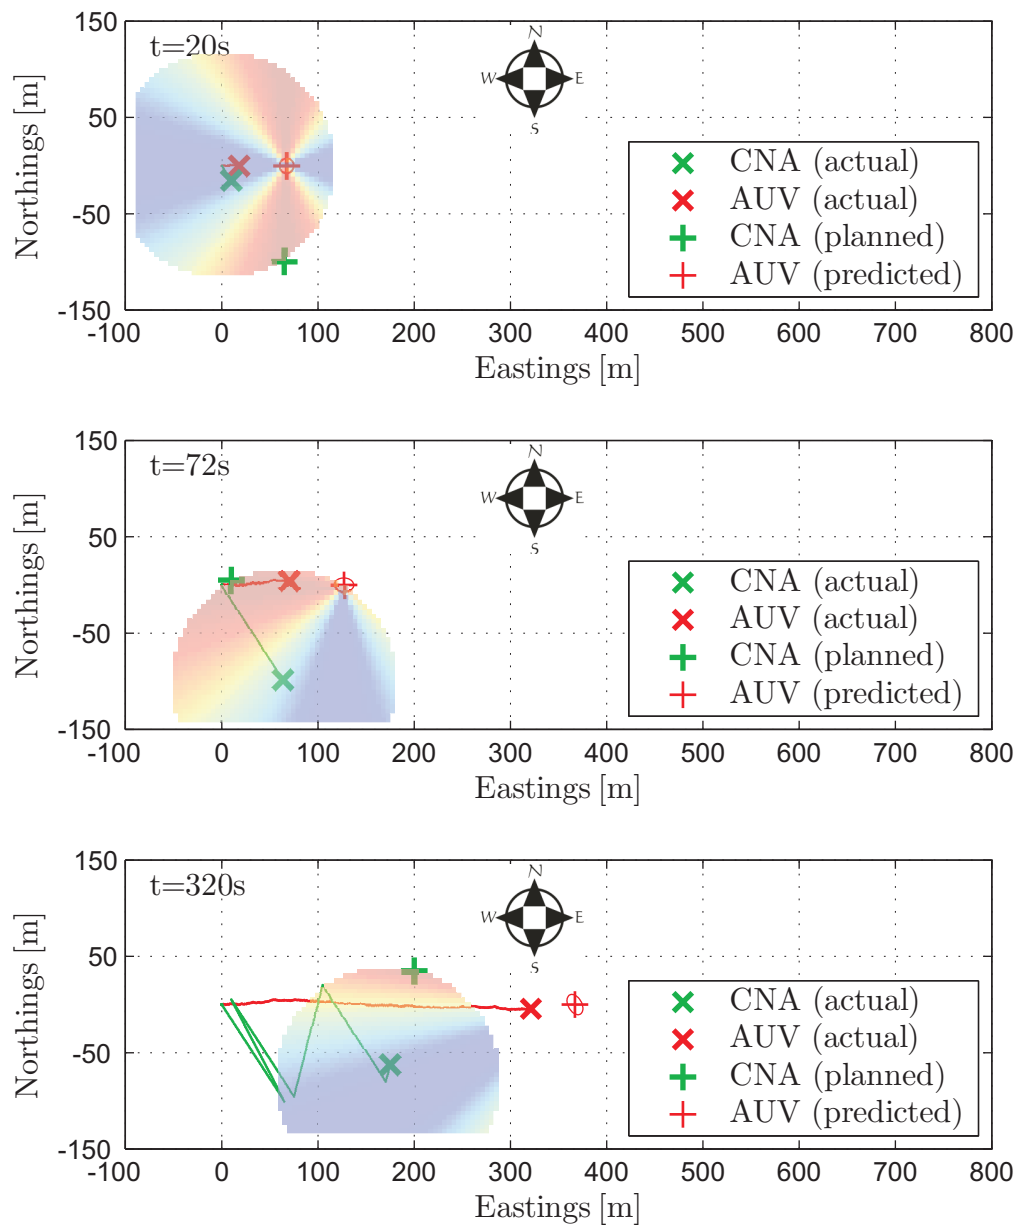 150
t=20s
N
W E
S
50
-50
-150
Northings [m]
CNA (actual)
AUV (actual)
CNA (planned)
AUV (predicted)
-100 0 100 200 300 400 500 600 700 800
Eastings [m]
150
t=72s
N
W E
S
50
-50
-150
Northings [m]
CNA (actual)
AUV (actual)
CNA (planned)
AUV (predicted)
-100 0 100 200 300 400 500 600 700 800
Eastings [m]
150
t=320s
N
W E
S
50
-50
-150
Northings [m]
CNA (actual)
AUV (actual)
CNA (planned)
AUV (predicted)
-100 0 100 200 300 400 500 600 700 800
Eastings [m]